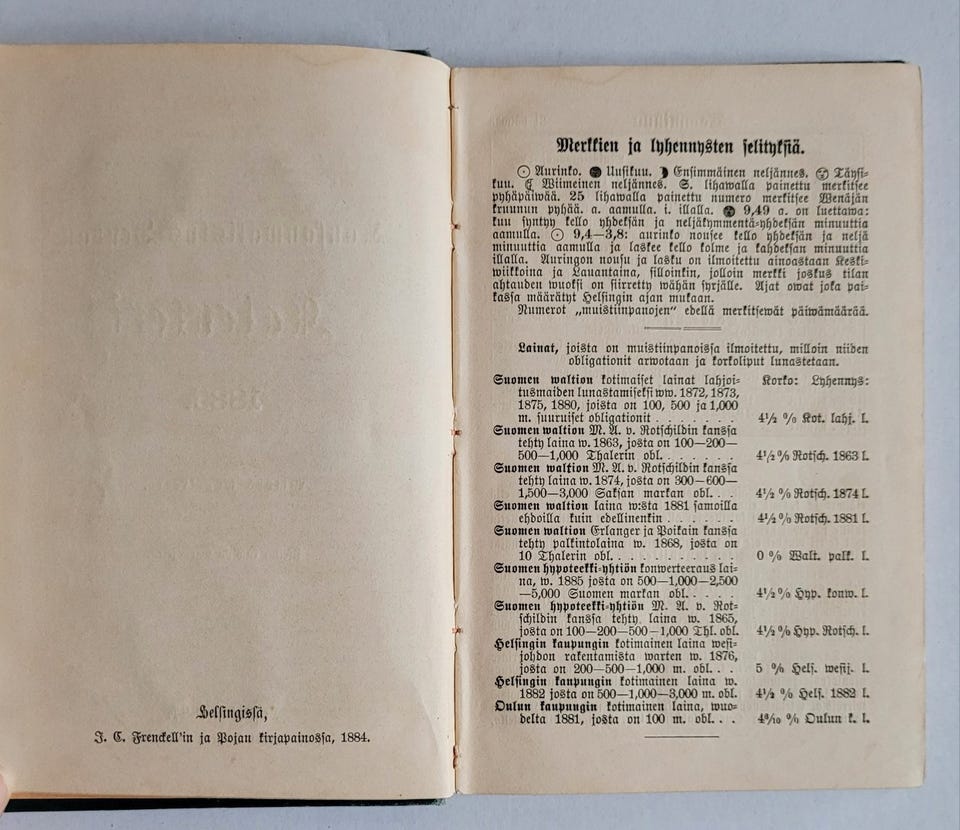 Helsingissä,
J. C. Frenckell'in ja Pojan kirjapainossa, 1884.
Merkkien ja lyhennysten selityksiä.
☉ Aurinko. 🌑 Uusikuu. ☽ Ensimmäinen neljännes. 🌝 Täysi-
kuu. ☾ Wiimeinen neljännes. S. lihawalla painettu merkitsee
pyhäpäiwää. 25 lihawalla painettu numero merkitsee Wenäjän
kruunun pyhää. a. aamulla. i. illalla. 🌑 9,49 a. on luettawa:
kuu syntyy kello yhdeksän ja neljäkymmentä-yhdeksän minuuttia
aamulla. ☉ 9,4—3,8: aurinko nousee kello yhdeksän ja neljä
minuuttia aamulla ja laskee kello kolme ja kahdeksan minuuttia
illalla. Auringon nousu ja lasku on ilmoitettu ainoastaan Keski-
wiikkoina ja Lauantaina, silloinkin, jolloin merkki joskus tilan
ahtauden wuoksi on siirretty wähän syrjälle. Ajat owat joka pai-
kassa määrätyt Helsingin ajan mukaan.
Numerot „muistiinpanojen" edellä merkitsewät päiwämäärää.
Lainat, joista on muistiinpanoissa ilmoitettu, milloin niiden
obligationit arwotaan ja korkoliput lunastetaan.
Korko: Lyhennys:
Suomen waltion kotimaiset lainat lahjoi-
tusmaiden lunastamiseksi ww. 1872, 1873,
1875, 1880, joista on 100, 500 ja 1,000
m. suuruiset obligationit . . . . . . . 4½ % Kot. lahj. l.
Suomen waltion M. A. v. Rotschildin kanssa
tehty laina w. 1863, josta on 100—200—
500—1,000 Thalerin obl. . . . . . . . 4½ % Rotsch. 1863 l.
Suomen waltion M. A. v. Rotschildin kanssa
tehty laina w. 1874, josta on 300—600—
1,500—3,000 Saksan markan obl. . . 4½ % Rotsch. 1874 l.
Suomen waltion laina w:sta 1881 samoilla
ehdoilla kuin edellinenkin . . . . . . 4½ % Rotsch. 1881 l.
Suomen waltion Erlanger ja Poikain kanssa
tehty palkintolaina w. 1868, josta on
10 Thalerin obl. . . . . . . . . . . 0 % Walt. palk. l.
Suomen hypoteekki-yhtiön konwerteeraus lai-
na, w. 1885 josta on 500—1,000—2,500
—5,000 Suomen markan obl. . . . . 4½ % Hyp. konw. l.
Suomen hypoteekki-yhtiön M. A. v. Rot-
schildin kanssa tehty laina w. 1865,
josta on 100—200—500—1,000 Thl. obl. 4½ % Hyp. Rotsch. l.
Helsingin kaupungin kotimainen laina wesi-
johdon rakentamista warten w. 1876,
josta on 200—500—1,000 m. obl. . . 5 % Hels. wesij. l.
Helsingin kaupungin kotimainen laina w.
1882 josta on 500—1,000—3,000 m. obl. 4½ % Hels. 1882 l.
Oulun kaupungin kotimainen laina, wuo-
delta 1881, josta on 100 m. obl. . . 4⁸/₁₀ % Oulun k. l.